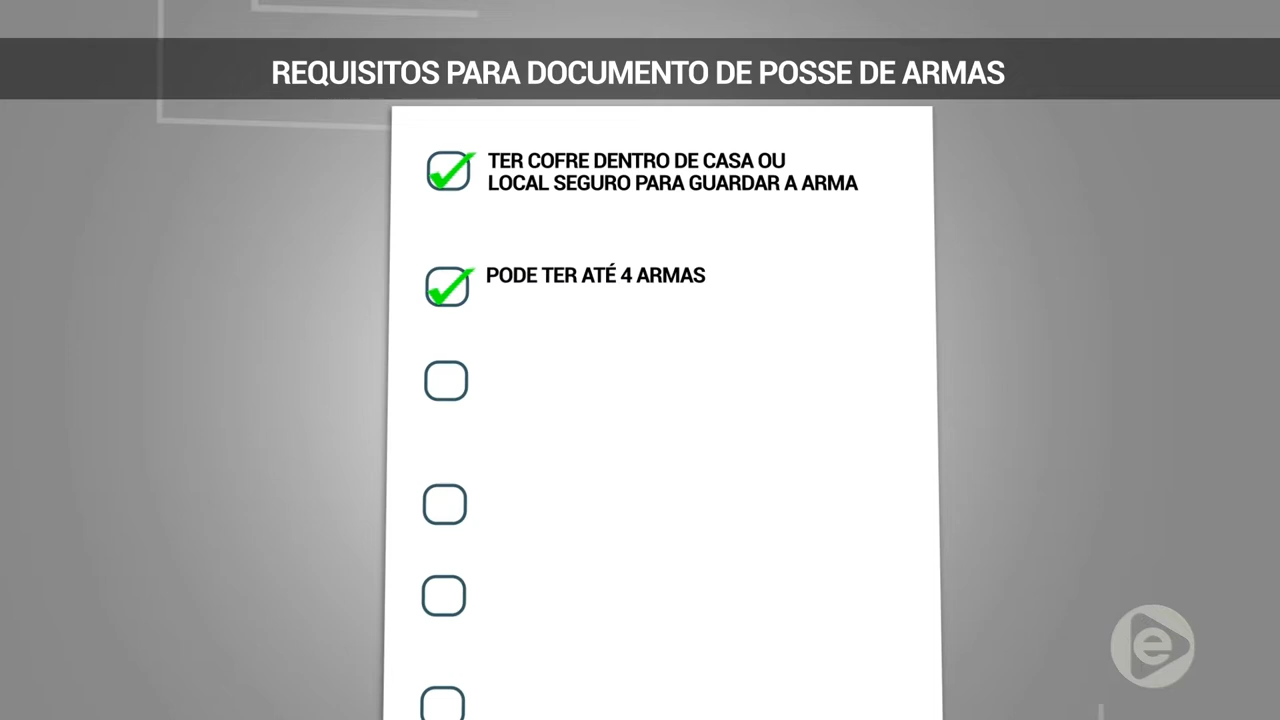 REQUISITOS PARA DOCUMENTO DE POSSE DE ARMAS
TER COFRE DENTRO DE CASA OU
LOCAL SEGURO PARA GUARDAR A ARMA
PODE TER ATÉ 4 ARMAS
e